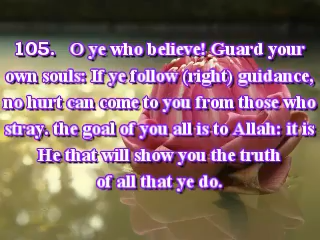 105. O ye who believe! Guard your
own souls: If ye follow (right) guidance,
no hurt can come to you from those who
stray. the goal of you all is to Allah: it is
He that will show you the truth
of all that ye do.